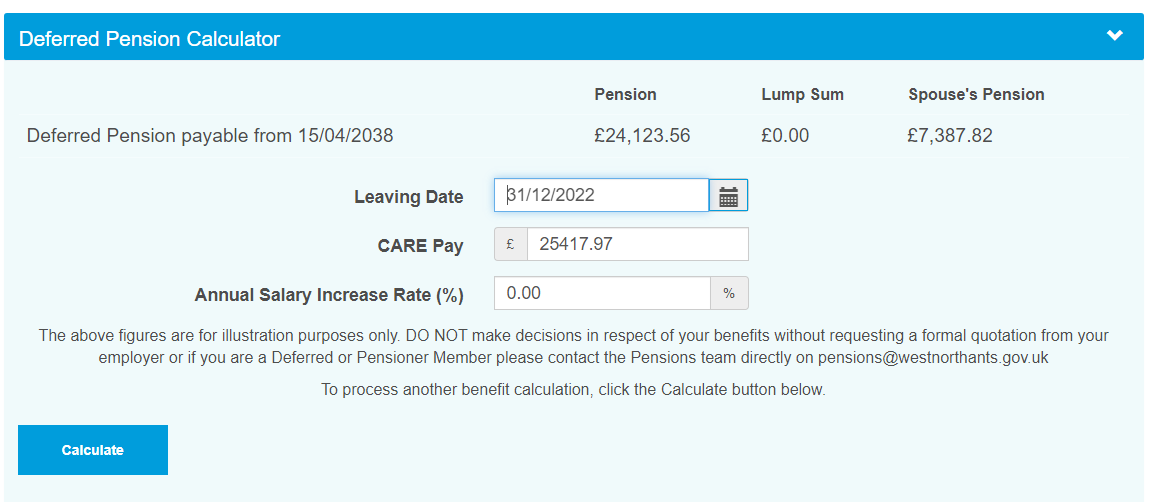 Deferred Pension Calculator
Pension Lump Sum Spouse's Pension
Deferred Pension payable from 15/04/2038 £24,123.56 £0.00 £7,387.82
Leaving Date 31/12/2022
CARE Pay £ 25417.97
Annual Salary Increase Rate (%) 0.00 %
The above figures are for illustration purposes only. DO NOT make decisions in respect of your benefits without requesting a formal quotation from your
employer or if you are a Deferred or Pensioner Member please contact the Pensions team directly on pensions@westnorthants.gov.uk
To process another benefit calculation, click the Calculate button below.
Calculate